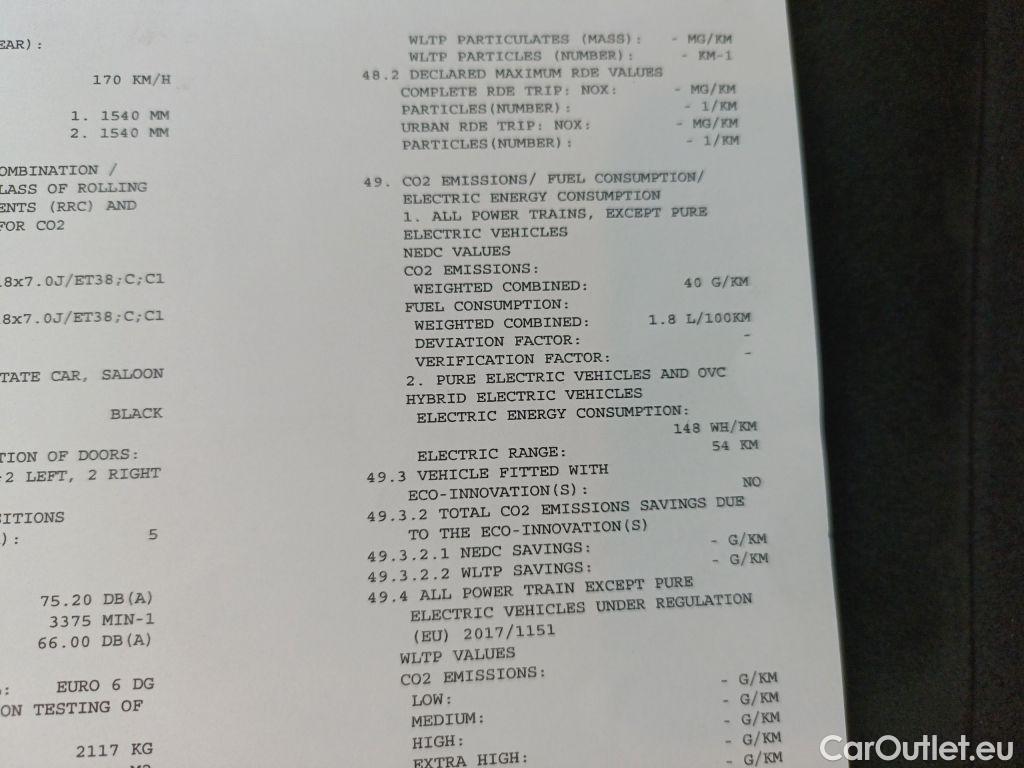 EAR):
170 KM/H
1. 1540 MM
2. 1540 MM
OMBINATION /
LASS OF ROLLING
ENTS (RRC) AND
FOR CO2
8x7.0J/ET38;C;C1
8x7.0J/ET38;C;C1
TATE CAR, SALOON
BLACK
TION OF DOORS:
2 LEFT, 2 RIGHT
SITIONS
): 5
75.20 DB(A)
3375 MIN-1
66.00 DB(A)
: EURO 6 DG
ON TESTING OF
2117 KG
WLTP PARTICULATES (MASS): - MG/KM
WLTP PARTICLES (NUMBER): - KM-1
48.2 DECLARED MAXIMUM RDE VALUES
COMPLETE RDE TRIP: NOX: - MG/KM
PARTICLES(NUMBER): - 1/KM
URBAN RDE TRIP: NOX: - MG/KM
PARTICLES(NUMBER): - 1/KM
49. CO2 EMISSIONS/ FUEL CONSUMPTION/
ELECTRIC ENERGY CONSUMPTION
1. ALL POWER TRAINS, EXCEPT PURE
ELECTRIC VEHICLES
NEDC VALUES
CO2 EMISSIONS:
WEIGHTED COMBINED: 40 G/KM
FUEL CONSUMPTION:
WEIGHTED COMBINED: 1.8 L/100KM
DEVIATION FACTOR: -
VERIFICATION FACTOR: -
2. PURE ELECTRIC VEHICLES AND OVC
HYBRID ELECTRIC VEHICLES
ELECTRIC ENERGY CONSUMPTION:
148 WH/KM
ELECTRIC RANGE: 54 KM
49.3 VEHICLE FITTED WITH
ECO-INNOVATION(S): NO
49.3.2 TOTAL CO2 EMISSIONS SAVINGS DUE
TO THE ECO-INNOVATION(S)
49.3.2.1 NEDC SAVINGS: - G/KM
49.3.2.2 WLTP SAVINGS: - G/KM
49.4 ALL POWER TRAIN EXCEPT PURE
ELECTRIC VEHICLES UNDER REGULATION
(EU) 2017/1151
WLTP VALUES
CO2 EMISSIONS:
LOW: - G/KM
MEDIUM: - G/KM
HIGH: - G/KM
EXTRA HIGH: - G/KM
- G/KM
CarOutlet.eu